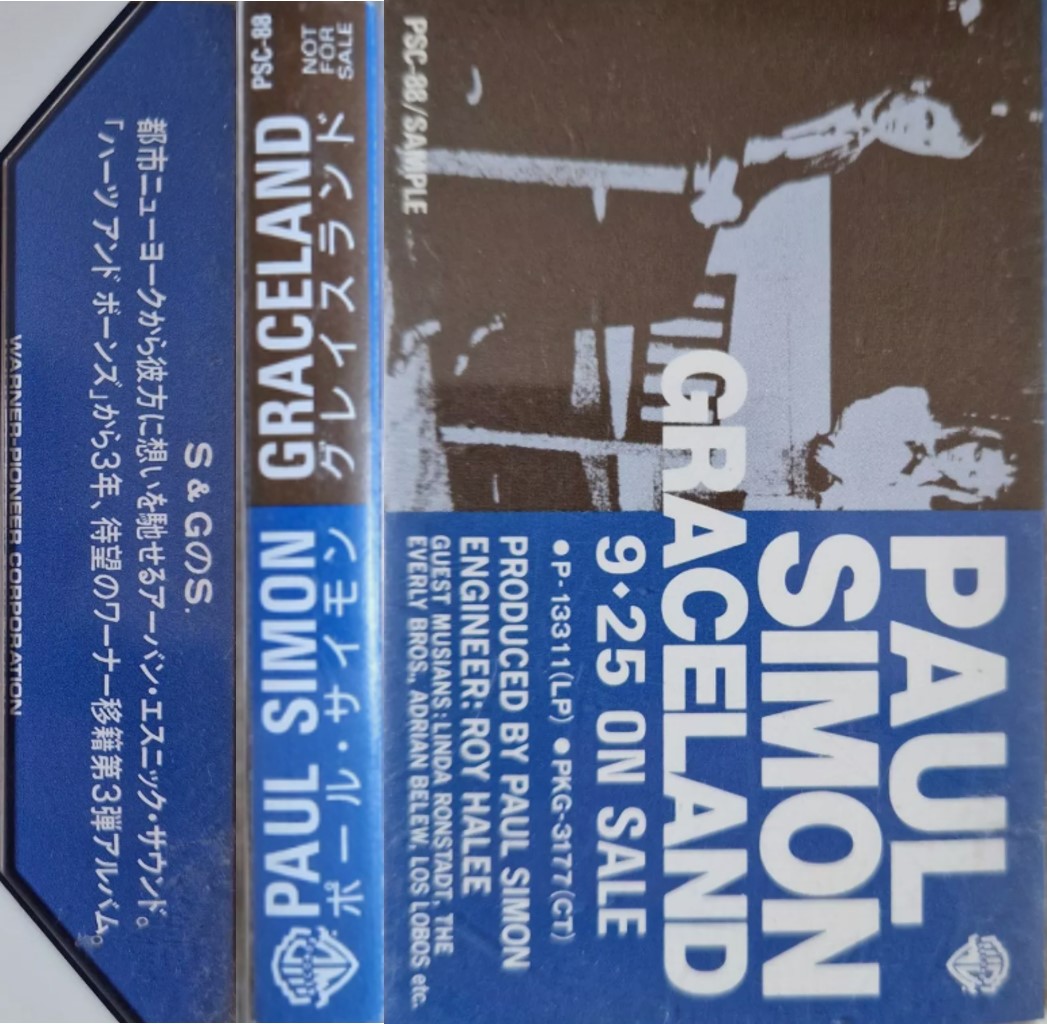 PAUL
SIMON
GRACELAND
9・25 ON SALE
●P-13311(LP) ●PKG-3177(CT)
PRODUCED BY PAUL SIMON
ENGINEER: ROY HALEE
GUEST MUSIANS: LINDA RONSTADT, THE
EVERLY BROS., ADRIAN BELEW, LOS LOBOS etc.
PSC-88/SAMPLE
PAUL SIMON GRACELAND PSC-88
ポール・サイモン グレイスランド
NOT
FOR
SALE
S & GのS.
都市ニューヨークから彼方に想いを馳せるアーバン・エスニック・サウンド。
「ハーツ アンド ボーンズ」から3年、待望のワーナー移籍第3弾アルバム。
WARNER-PIONEER CORPORATION